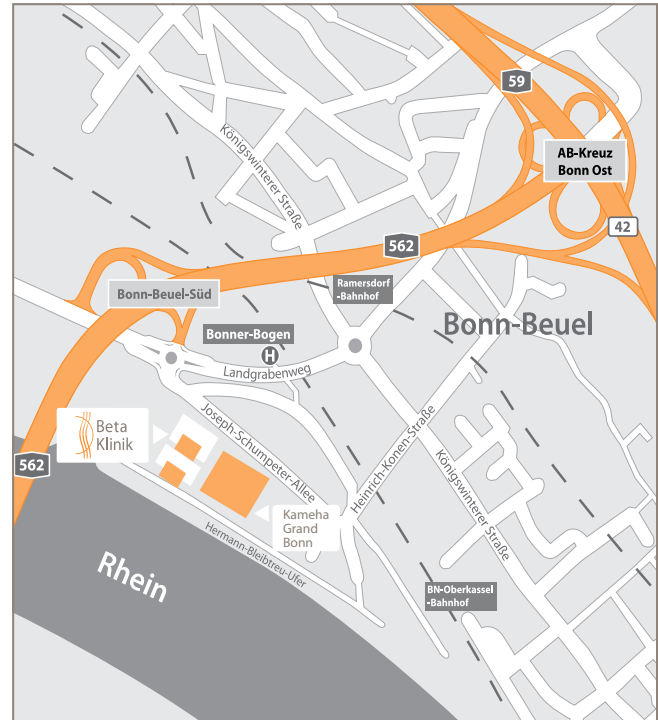 59
AB-Kreuz
Bonn Ost
Königswinterer Straße
42
562
Ramersdorf
-Bahnhof
Bonn-Beuel-Süd
Bonn-Beuel
Bonner-Bogen
H
Landgrabenweg
Beta
Klinik
Joseph-Schumpeter-Allee
Heinrich-Konen-Straße
562
Königswinterer Straße
Kameha
Grand
Bonn
Hermann-Bleibtreu-Ufer
Rhein
BN-Oberkassel
-Bahnhof